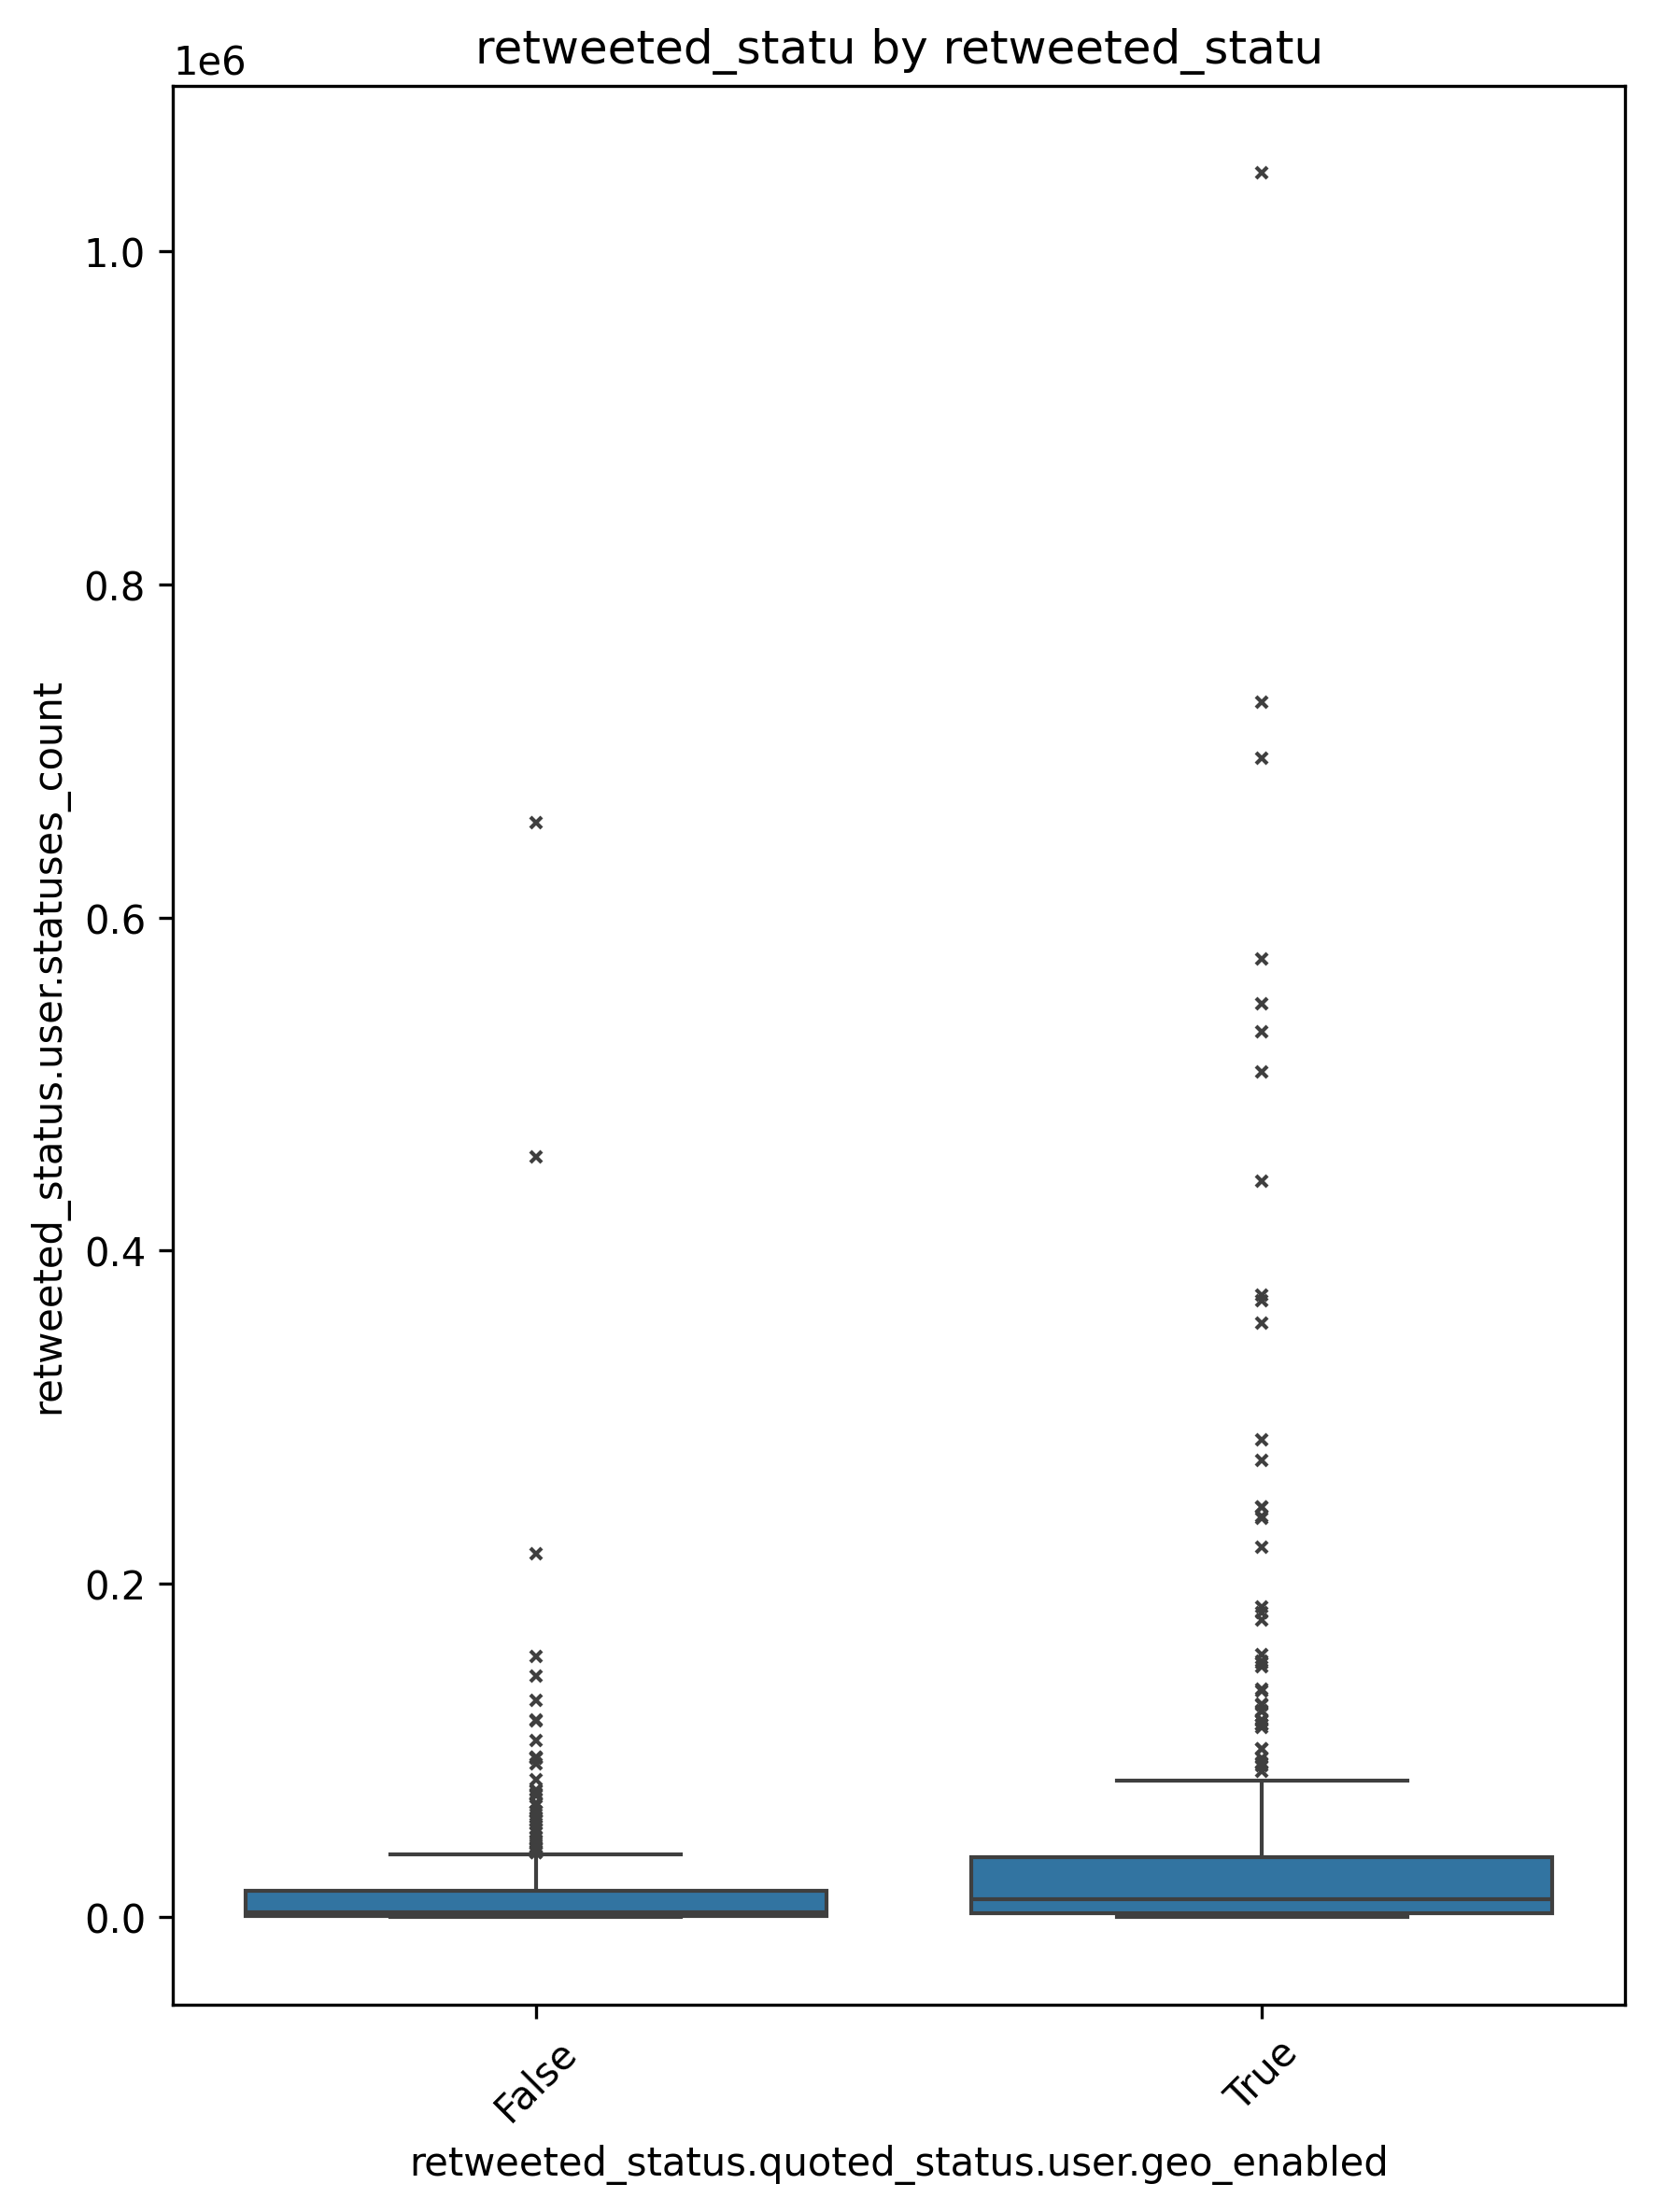 retweeted_statu by retweeted_statu
1e6
1.0
0.8
0.6
0.4
0.2
0.0
retweeted_status.user.statuses_count
False
True
retweeted_status.quoted_status.user.geo_enabled